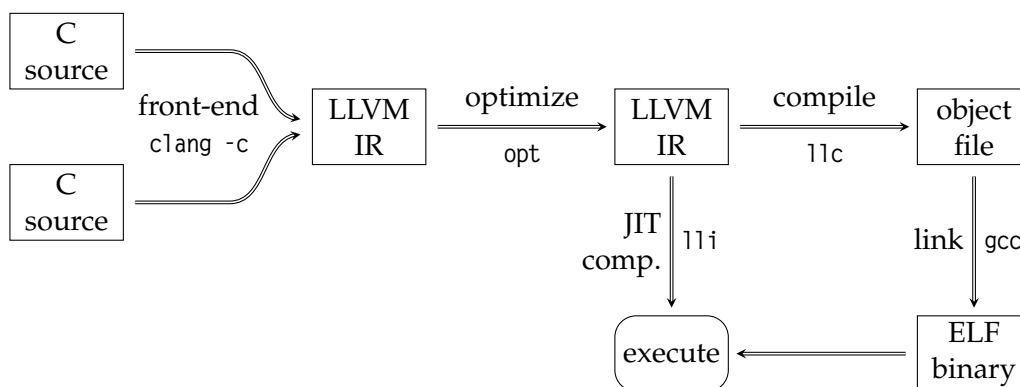 C
source
front-end
clang -c
C
source
LLVM
IR
optimize
opt
LLVM
IR
compile
llc
object
file
JIT
comp.
lli
link
gcc
execute
ELF
binary